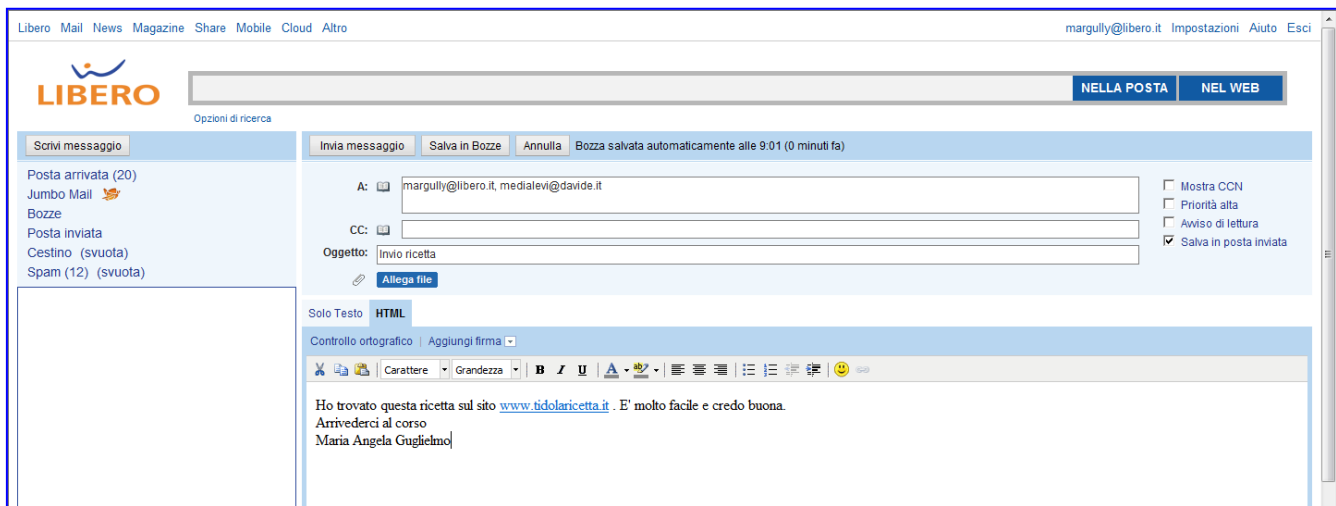 Libero Mail News Magazine Share Mobile Cloud Altro
margully@libero.it Impostazioni Aiuto Esci
LIBERO
NELLA POSTA NEL WEB
Opzioni di ricerca
Scrivi messaggio
Invia messaggio Salva in Bozze Annulla Bozza salvata automaticamente alle 9:01 (0 minuti fa)
Posta arrivata (20)
Jumbo Mail
Bozze
Posta inviata
Cestino (svuota)
Spam (12) (svuota)
A: margully@libero.it, medialevi@davide.it
CC:
Oggetto: Invio ricetta
Allega file
Mostra CCN
Priorità alta
Avviso di lettura
Salva in posta inviata
Solo Testo HTML
Controllo ortografico | Aggiungi firma
Carattere Grandezza B I U A ab
Ho trovato questa ricetta sul sito www.tidolaricetta.it . E' molto facile e credo buona.
Arrivederci al corso
Maria Angela Guglielmo